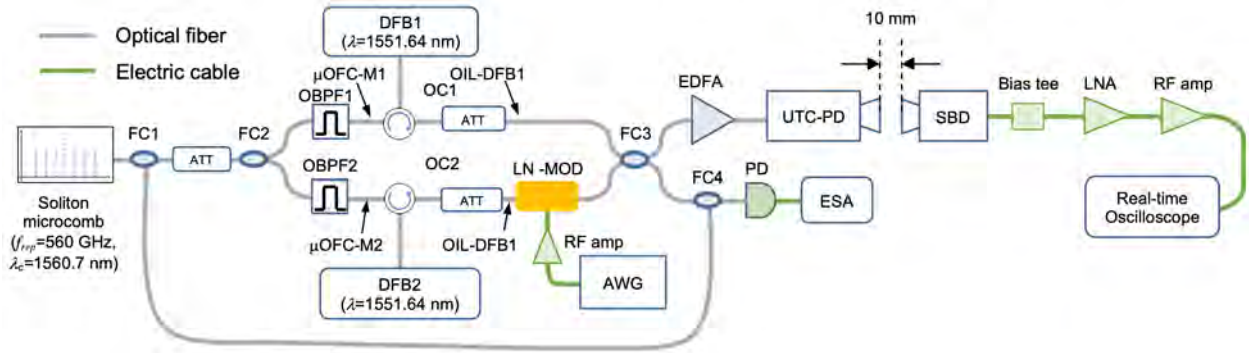 Optical fiber
Electric cable
DFB1
(λ=1551.64 nm)
10 mm
μOFC-M1
OIL-DFB1
OBPF1
OC1
EDFA
Bias tee
LNA
RF amp
FC1
FC2
ATT
ATT
FC3
UTC-PD
SBD
OBPF2
OC2
LN -MOD
FC4
PD
ATT
ESA
Real-time
Oscilloscope
Soliton
microcomb
(frep=560 GHz,
λc=1560.7 nm)
μOFC-M2
OIL-DFB1
RF amp
DFB2
(λ=1551.64 nm)
AWG